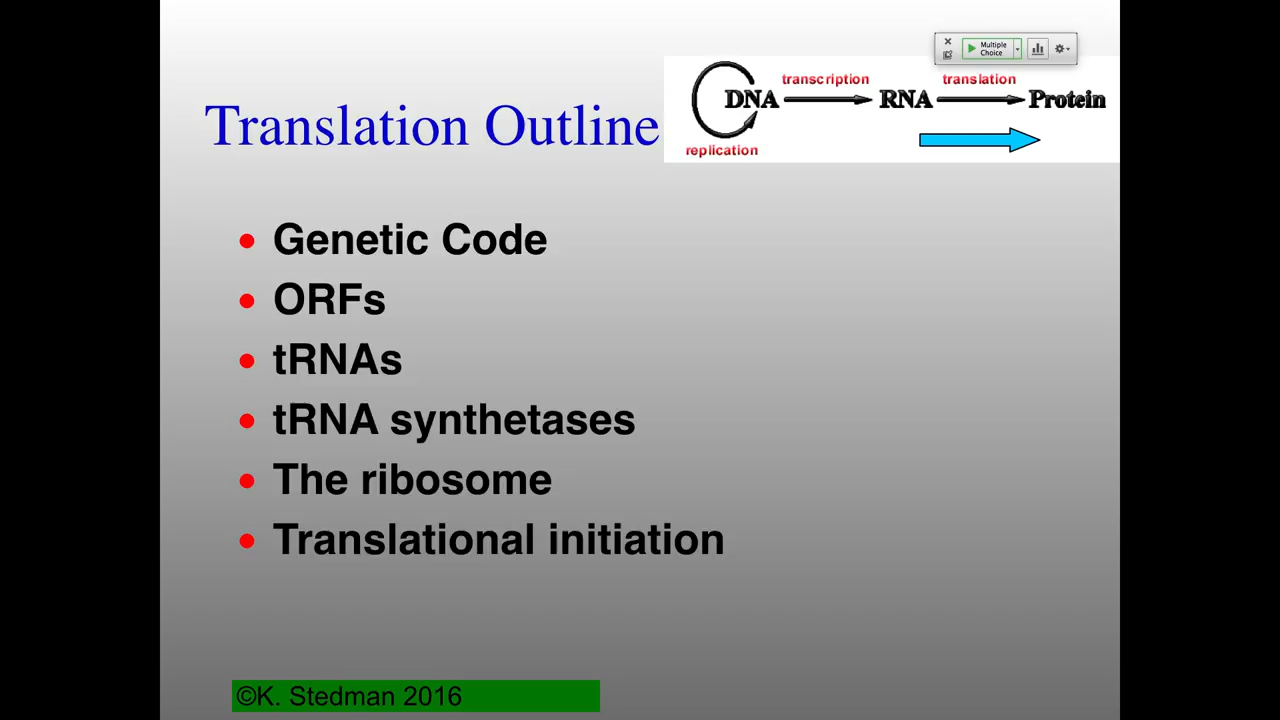 Multiple
Choice
transcription translation
DNA RNA Protein
replication
Translation Outline
• Genetic Code
• ORFs
• tRNAs
• tRNA synthetases
• The ribosome
• Translational initiation
©K. Stedman 2016